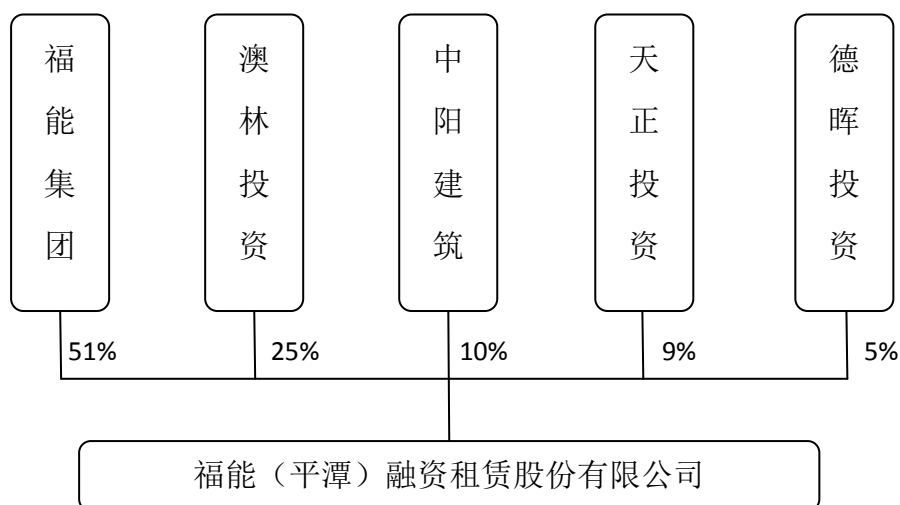 福能集团
澳林投资
中阳建筑
天正投资
德晖投资
51%
25%
10%
9%
5%
福能（平潭）融资租赁股份有限公司